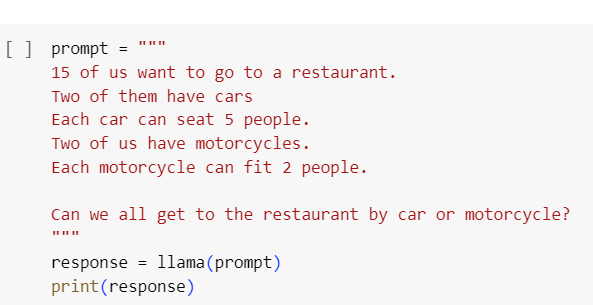 [ ] prompt = """
15 of us want to go to a restaurant.
Two of them have cars
Each car can seat 5 people.
Two of us have motorcycles.
Each motorcycle can fit 2 people.

Can we all get to the restaurant by car or motorcycle?
"""
response = llama(prompt)
print(response)